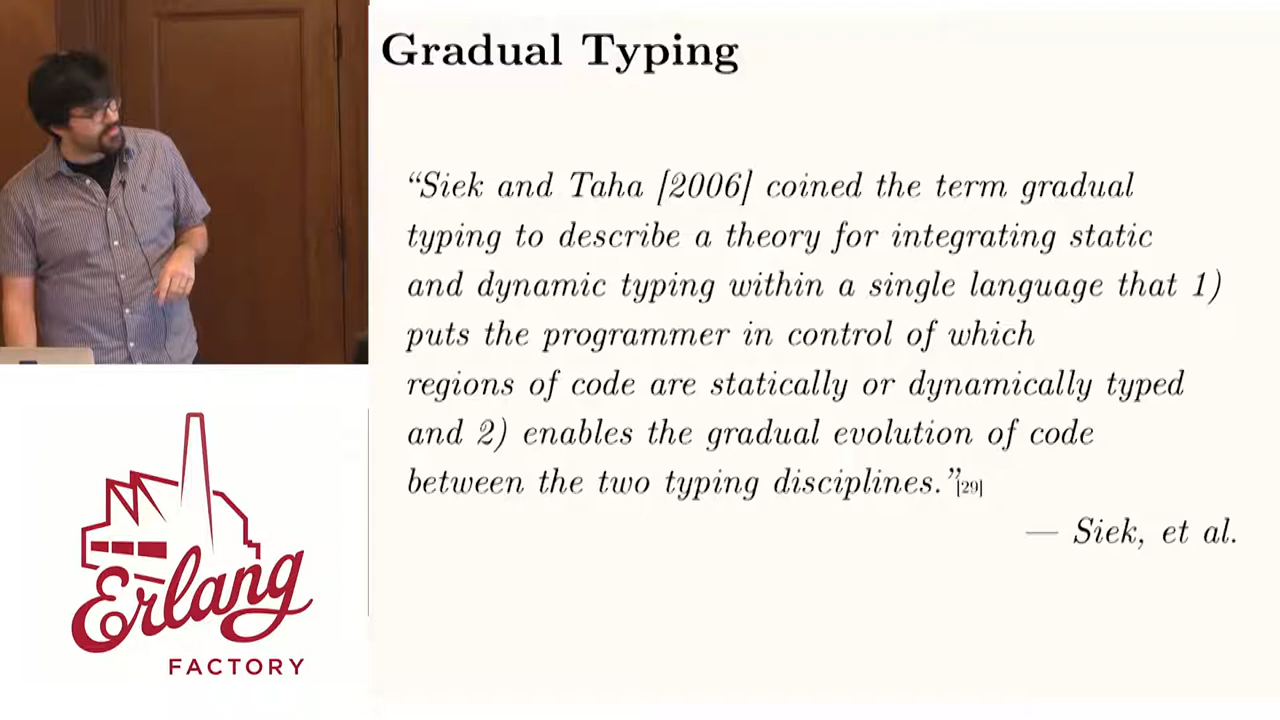 Gradual Typing
“Siek and Taha [2006] coined the term gradual
typing to describe a theory for integrating static
and dynamic typing within a single language that 1)
puts the programmer in control of which
regions of code are statically or dynamically typed
and 2) enables the gradual evolution of code
between the two typing disciplines.”[29]
— Siek, et al.
Erlang
FACTORY